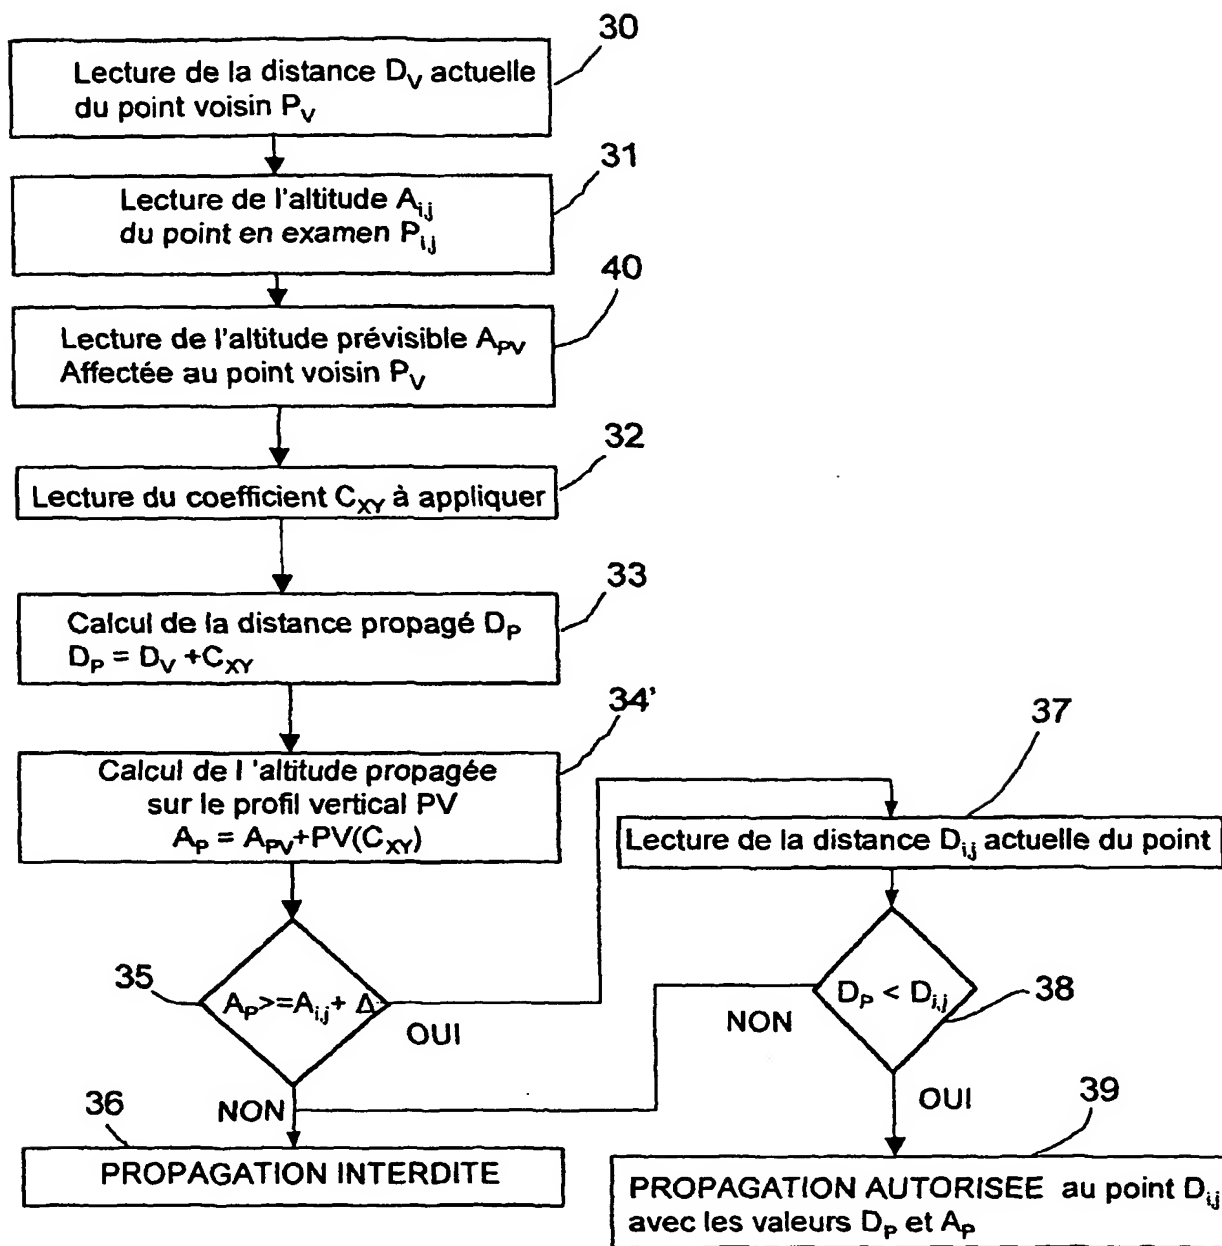 30
Lecture de la distance D_V actuelle
du point voisin P_V
31
Lecture de l'altitude A_i,j
du point en examen P_i,j
40
Lecture de l'altitude prévisible A_PV
Affectée au point voisin P_V
32
Lecture du coefficient C_XY à appliquer
33
Calcul de la distance propagé D_P
D_P = D_V +C_XY
34'
Calcul de l 'altitude propagée
sur le profil vertical PV
A_P = A_PV+PV(C_XY)
37
Lecture de la distance D_i,j actuelle du point
35
A_P>=A_i,j+ Δ
OUI
NON
D_P < D_i,j
38
NON
OUI
36
PROPAGATION INTERDITE
39
PROPAGATION AUTORISEE au point D_i,j
avec les valeurs D_P et A_P